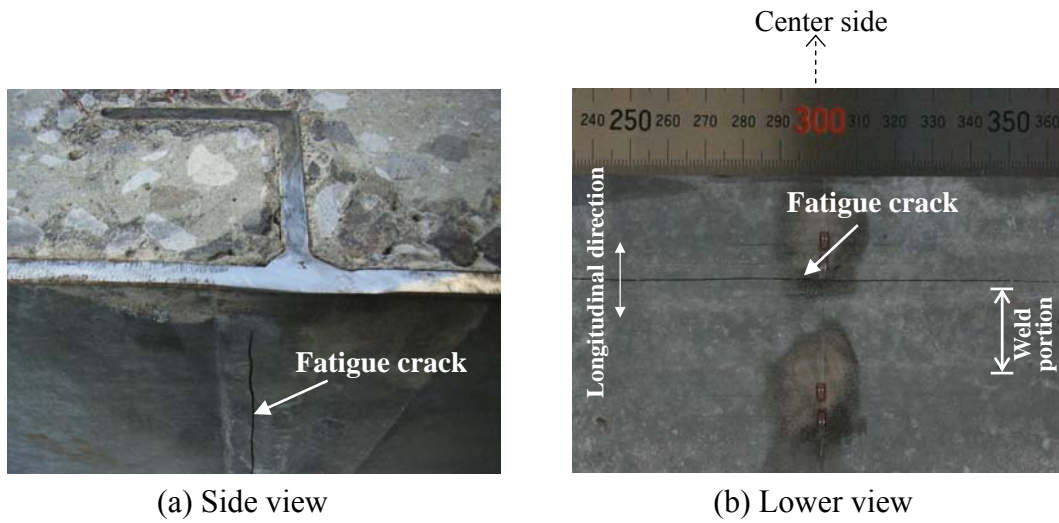 Center side
240 250 260 270 280 290 300 310 320 330 340 350 360
Fatigue crack
Longitudinal direction
Weld
portion
Fatigue crack
(a) Side view
(b) Lower view